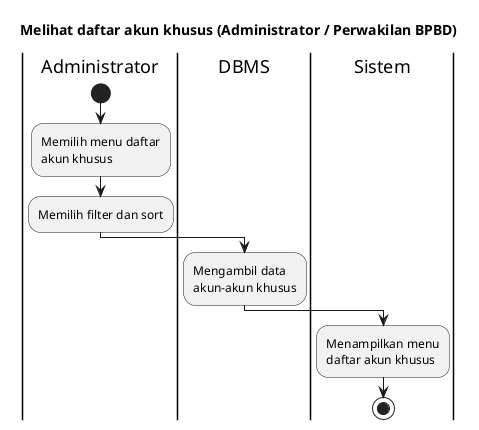 Melihat daftar akun khusus (Administrator / Perwakilan BPBD)
Administrator
DBMS
Sistem
Memilih menu daftar
akun khusus
Memilih filter dan sort
Mengambil data
akun-akun khusus
Menampilkan menu
daftar akun khusus